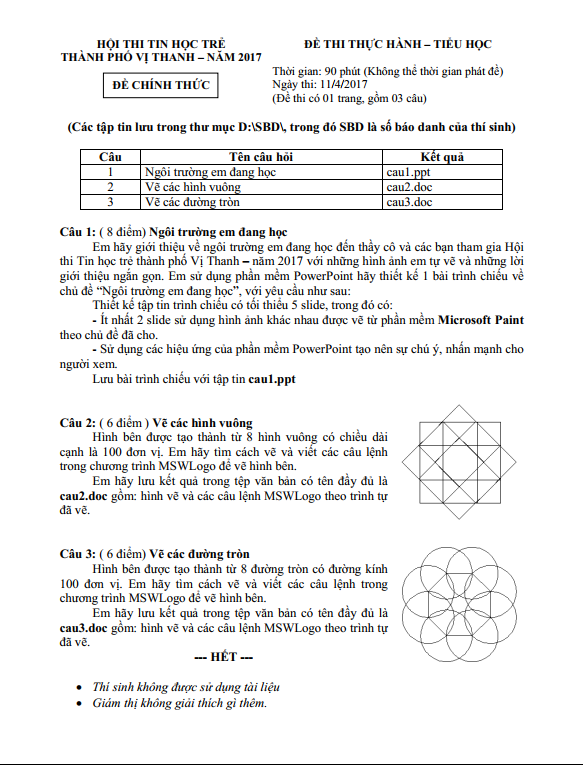 HỘI THI TIN HỌC TRẺ
THÀNH PHỐ VỊ THANH – NĂM 2017
ĐỀ CHÍNH THỨC
ĐỀ THI THỰC HÀNH – TIỂU HỌC
Thời gian: 90 phút (Không thể thời gian phát đề)
Ngày thi: 11/4/2017
(Đề thi có 01 trang, gồm 03 câu)
(Các tập tin lưu trong thư mục D:\SBD\, trong đó SBD là số báo danh của thí sinh)
Câu Tên câu hỏi Kết quả
1 Ngôi trường em đang học cau1.ppt
2 Vẽ các hình vuông cau2.doc
3 Vẽ các đường tròn cau3.doc
Câu 1: ( 8 điểm) Ngôi trường em đang học
Em hãy giới thiệu về ngôi trường em đang học đến thầy cô và các bạn tham gia Hội
thi Tin học trẻ thành phố Vị Thanh – năm 2017 với những hình ảnh em tự vẽ và những lời
giới thiệu ngắn gọn. Em sử dụng phần mềm PowerPoint hãy thiết kế 1 bài trình chiếu về
chủ đề “Ngôi trường em đang học”, với yêu cầu như sau:
Thiết kế tập tin trình chiếu có tối thiểu 5 slide, trong đó có:
- Ít nhất 2 slide sử dụng hình ảnh khác nhau được vẽ từ phần mềm Microsoft Paint
theo chủ đề đã cho.
- Sử dụng các hiệu ứng của phần mềm PowerPoint tạo nên sự chú ý, nhấn mạnh cho
người xem.
Lưu bài trình chiếu với tập tin cau1.ppt
Câu 2: ( 6 điểm ) Vẽ các hình vuông
Hình bên được tạo thành từ 8 hình vuông có chiều dài
cạnh là 100 đơn vị. Em hãy tìm cách vẽ và viết các câu lệnh
trong chương trình MSWLogo để vẽ hình bên.
Em hãy lưu kết quả trong tệp văn bản có tên đầy đủ là
cau2.doc gồm: hình vẽ và các câu lệnh MSWLogo theo trình tự
đã vẽ.
Câu 3: ( 6 điểm) Vẽ các đường tròn
Hình bên được tạo thành từ 8 đường tròn có đường kính
100 đơn vị. Em hãy tìm cách vẽ và viết các câu lệnh trong
chương trình MSWLogo để vẽ hình bên.
Em hãy lưu kết quả trong tệp văn bản có tên đầy đủ là
cau3.doc gồm: hình vẽ và các câu lệnh MSWLogo theo trình tự
đã vẽ.
--- HẾT ---
• Thí sinh không được sử dụng tài liệu
• Giám thị không giải thích gì thêm.